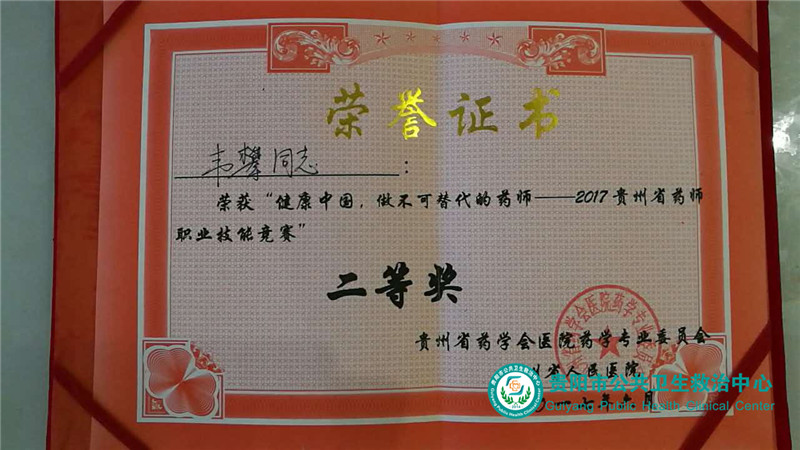 荣誉证书
韦馨同志：
荣获“健康中国，做不可替代的药师——2017贵州省药师
职业技能竞赛”
二等奖
贵州省药学会医院药学专业委员会
州省人民医院
贵阳市公共卫生救治中心
Guiyang Public Health Clinical Center